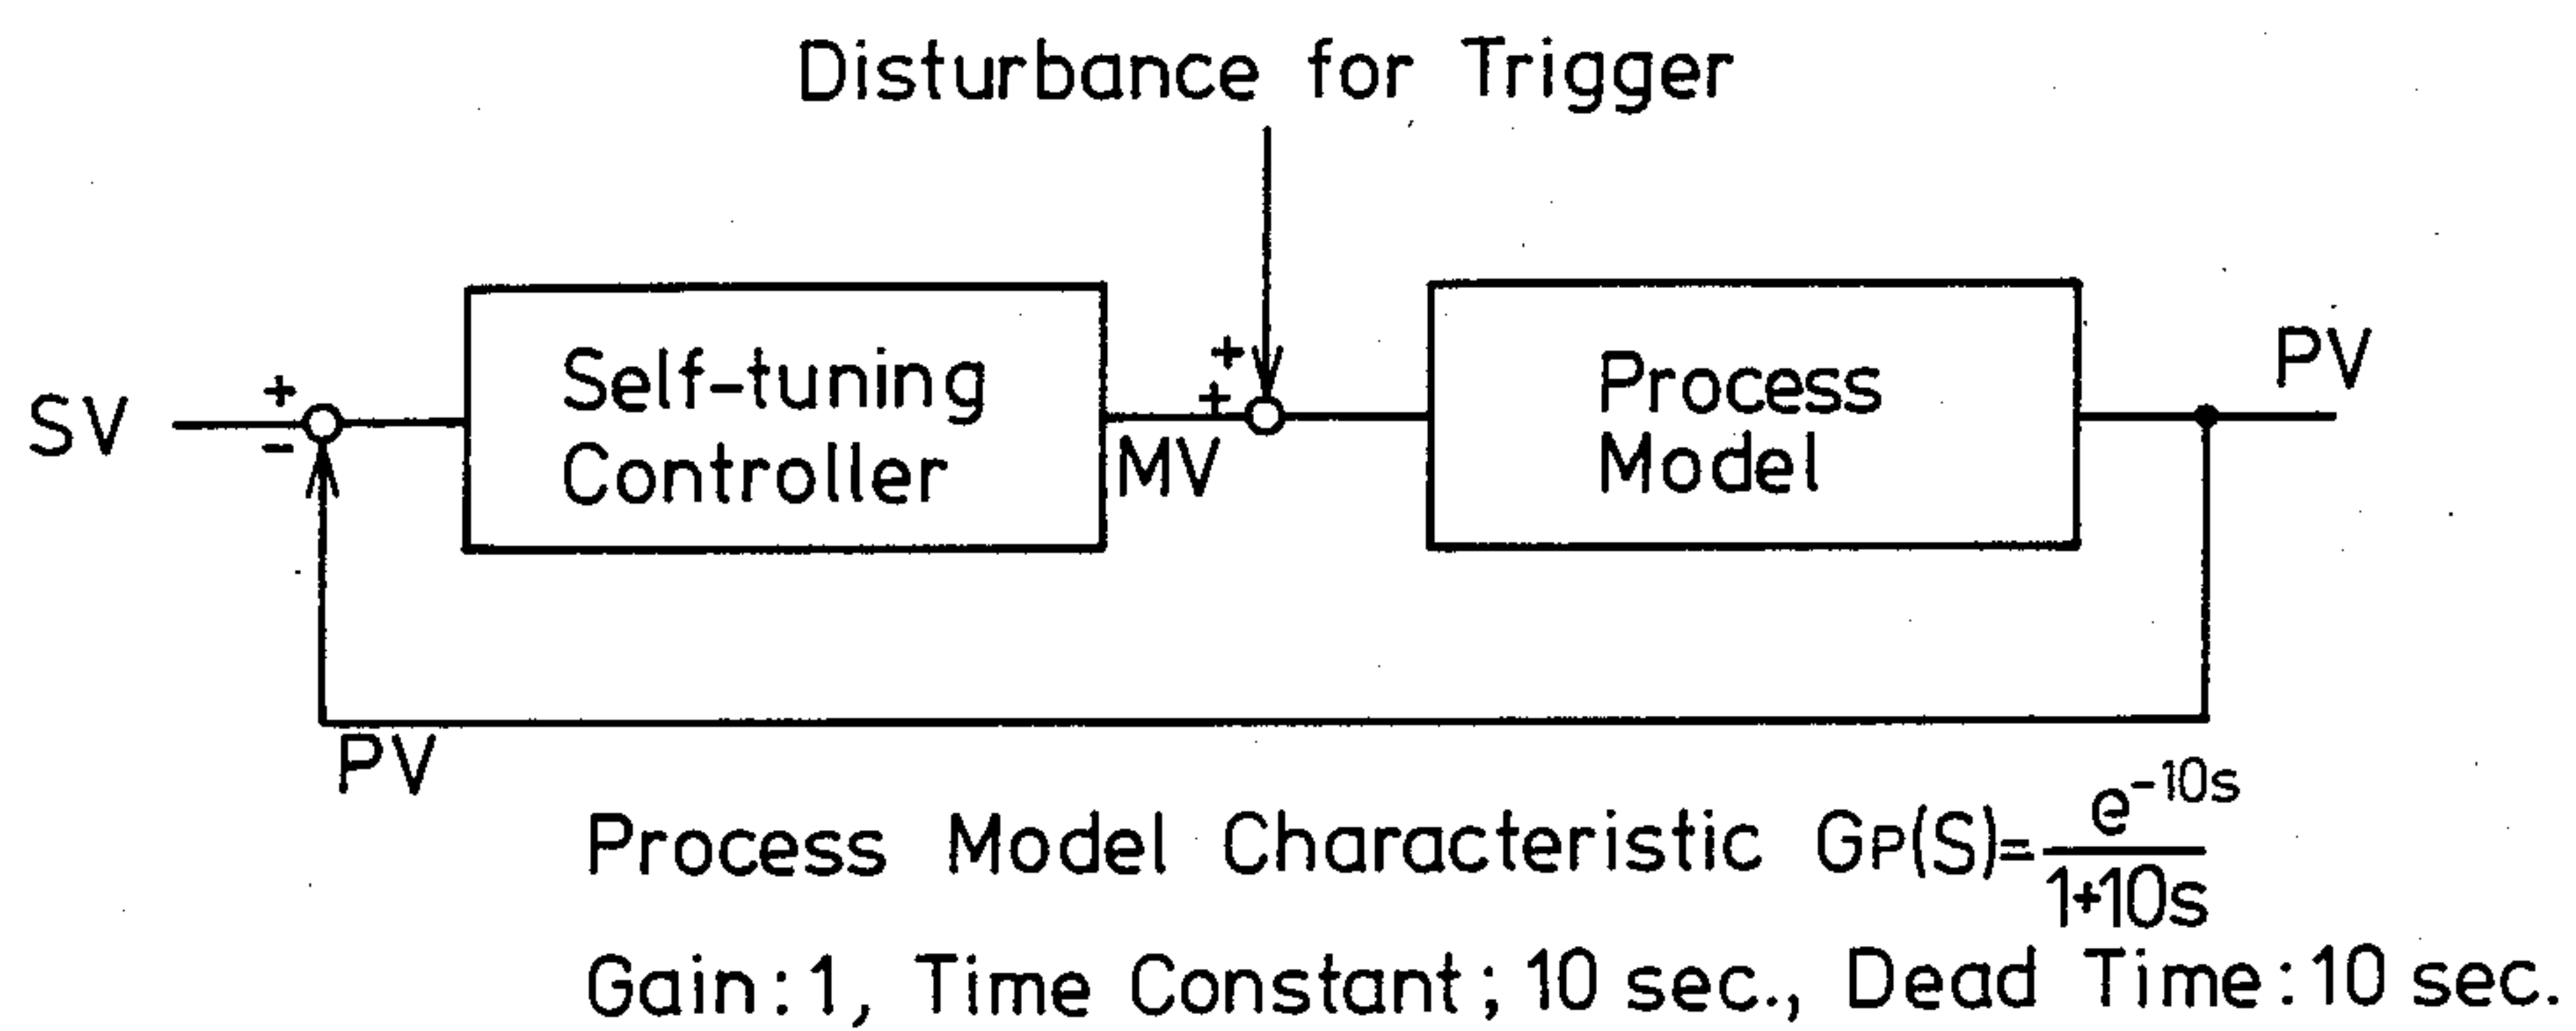 Disturbance for Trigger
SV
+
-
Self-tuning
Controller
MV
+
+
Process
Model
PV
PV
Process Model Characteristic GP(S)=e^-10s/1+10s
Gain:1, Time Constant; 10 sec., Dead Time:10 sec.